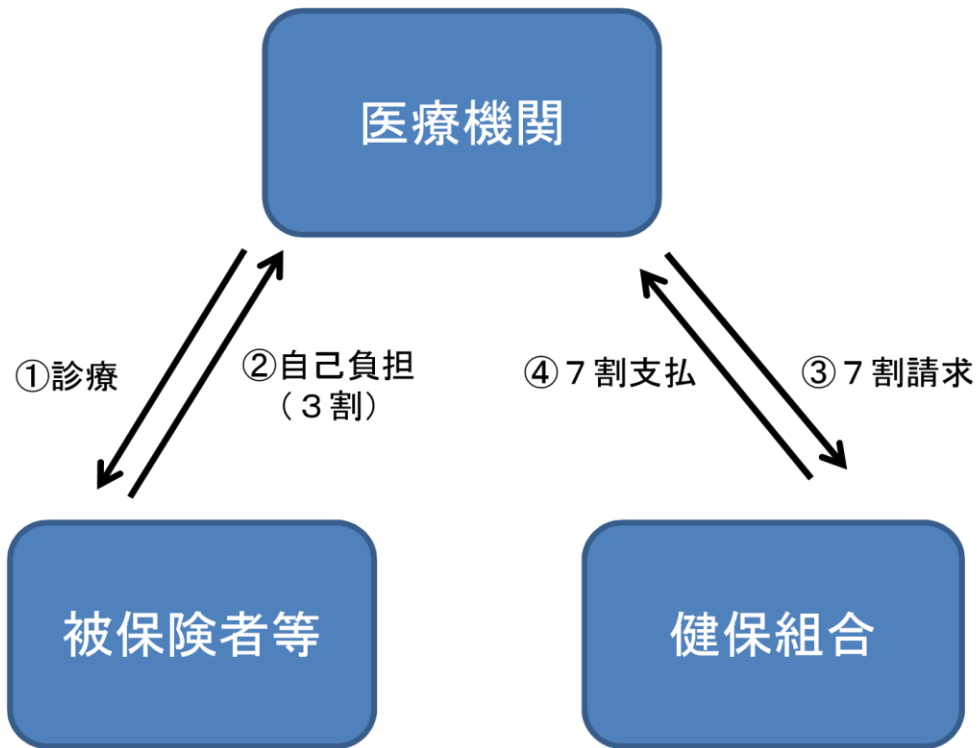 医療機関
①診療
②自己負担
（３割）
④７割支払
③７割請求
被保険者等
健保組合